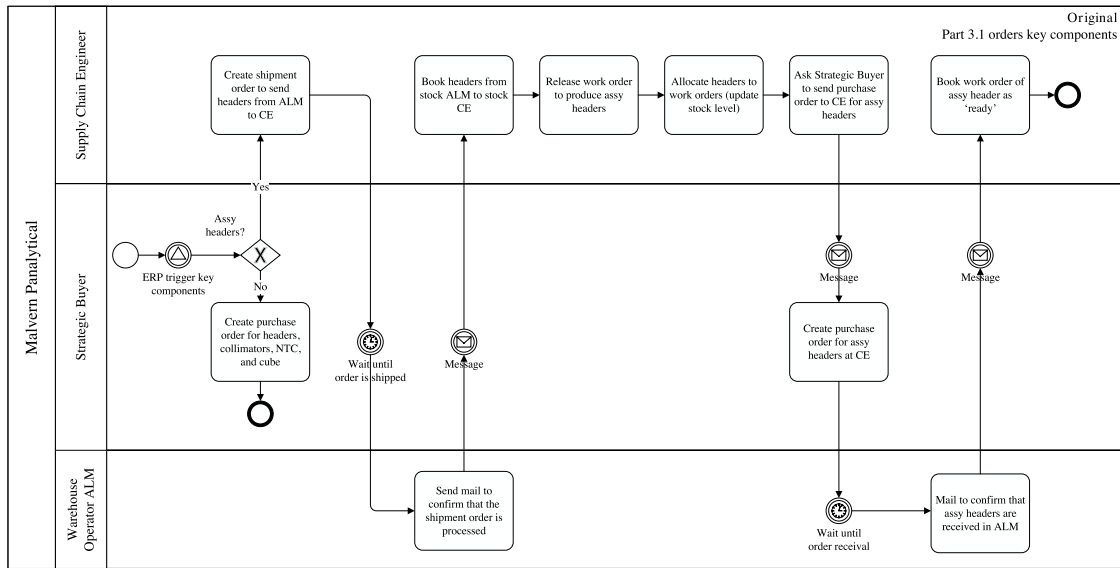 Original
Part 3.1 orders key components
Malvern Panalytical
Supply Chain Engineer
Create shipment
order to send
headers from ALM
to CE
Book headers from
stock ALM to stock
CE
Release work order
to produce assy
headers
Allocate headers to
work orders (update
stock level)
Ask Strategic Buyer
to send purchase
order to CE for assy
headers
Book work order of
assy header as
‘ready’
Yes
Strategic Buyer
Assy
headers?
X
ERP trigger key
components
No
Create purchase
order for headers,
collimators, NTC,
and cube
Wait until
order is shipped
Message
Message
Create purchase
order for assy
headers at CE
Message
Warehouse
Operator ALM
Send mail to
confirm that the
shipment order is
processed
Wait until
order receival
Mail to confirm that
assy headers are
received in ALM